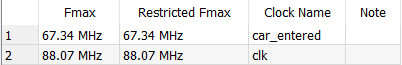 Fmax Restricted Fmax Clock Name Note
1 67.34 MHz 67.34 MHz car_entered
2 88.07 MHz 88.07 MHz clk